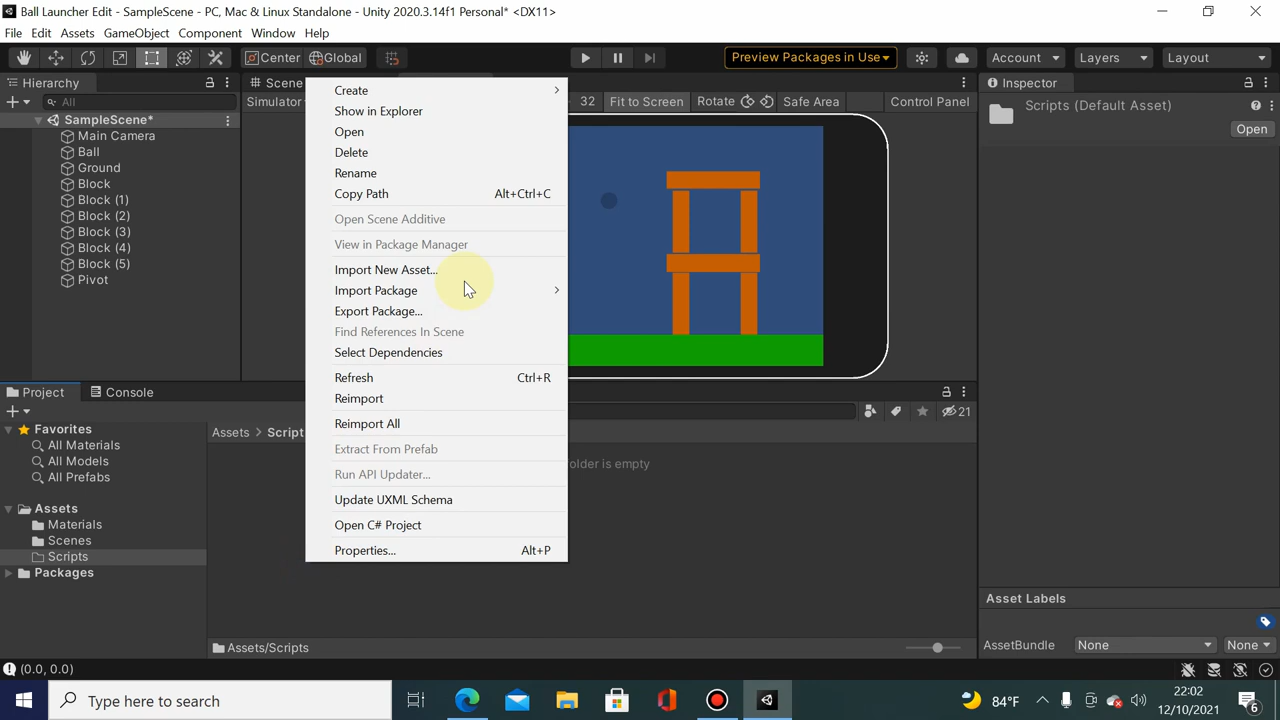 Ball Launcher Edit - SampleScene - PC, Mac & Linux Standalone - Unity 2020.3.14f1 Personal* <DX11>
File Edit Assets GameObject Component Window Help
Center Global Preview Packages in Use Account Layers Layout
Hierarchy
All
SampleScene*
Main Camera
Ball
Ground
Block
Block (1)
Block (2)
Block (3)
Block (4)
Block (5)
Pivot
Scene
Simulator
32 Fit to Screen Rotate Safe Area Control Panel
Create
Show in Explorer
Open
Delete
Rename
Copy Path Alt+Ctrl+C
Open Scene Additive
View in Package Manager
Import New Asset...
Import Package
Export Package...
Find References In Scene
Select Dependencies
Refresh Ctrl+R
Reimport
Reimport All
Extract From Prefab
Run API Updater...
Update UXML Schema
Open C# Project
Properties... Alt+P
Inspector
Scripts (Default Asset)
Open
Project Console
21
Favorites
All Materials
All Models
All Prefabs
Assets
Materials
Scenes
Scripts
Packages
Assets > Script
older is empty
Assets/Scripts
Asset Labels
AssetBundle None None
(0.0, 0.0)
Type here to search
84°F
22:02
12/10/2021
6